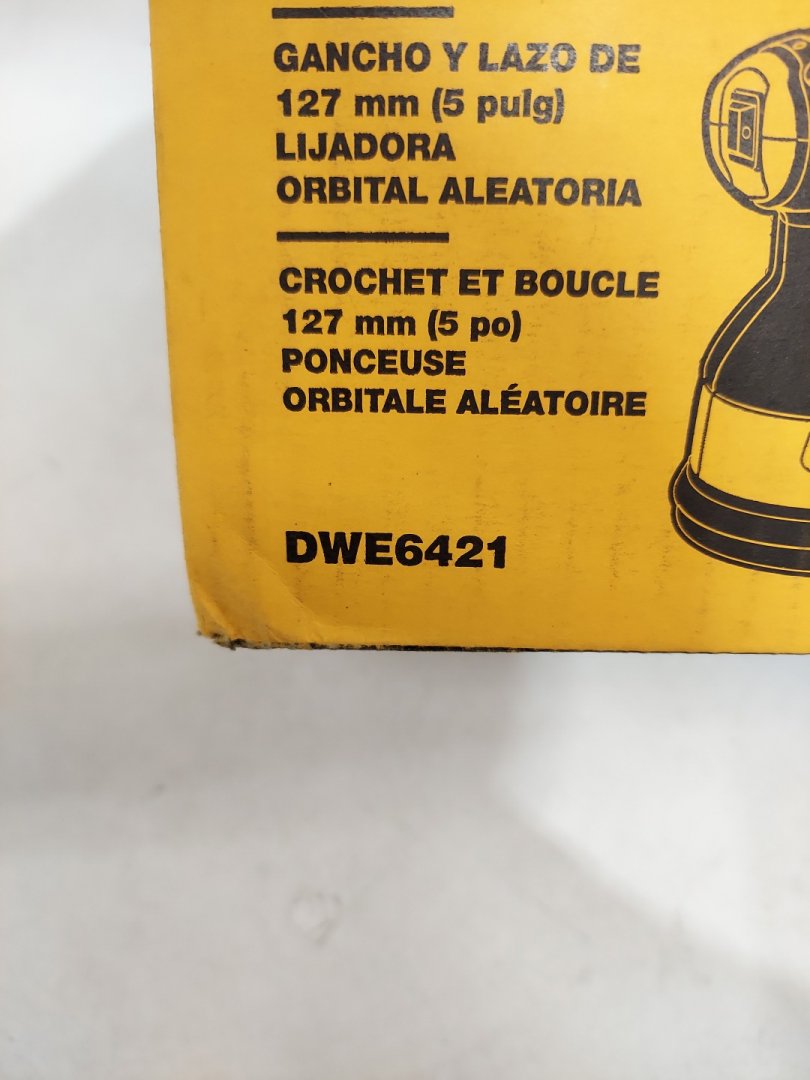 GANCHO Y LAZO DE
127 mm (5 pulg)
LIJADORA
ORBITAL ALEATORIA
CROCHET ET BOUCLE
127 mm (5 po)
PONCEUSE
ORBITALE ALÉATOIRE
DWE6421